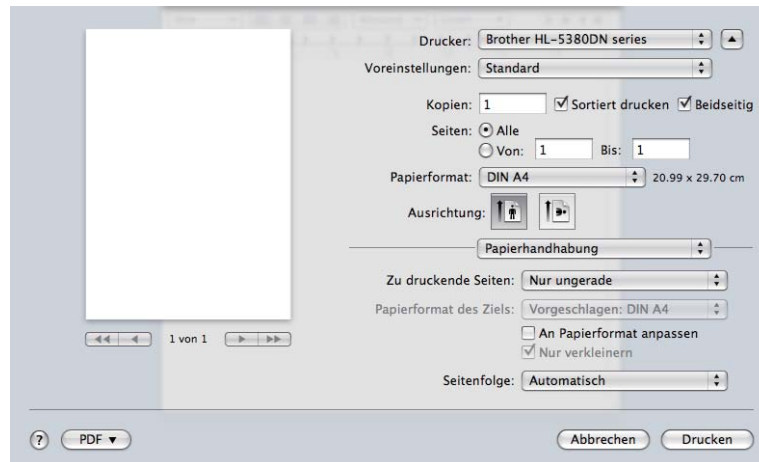 Drucker: Brother HL-5380DN series
Voreinstellungen: Standard
Kopien: 1 Sortiert drucken Beidseitig
Seiten: Alle
Von: 1 Bis: 1
Papierformat: DIN A4 20.99 x 29.70 cm
Ausrichtung:
Papierhandhabung
Zu druckende Seiten: Nur ungerade
Papierformat des Ziels: Vorgeschlagen: DIN A4
An Papierformat anpassen
1 von 1
Nur verkleinern
Seitenfolge: Automatisch
? PDF ▼ Abbrechen Drucken